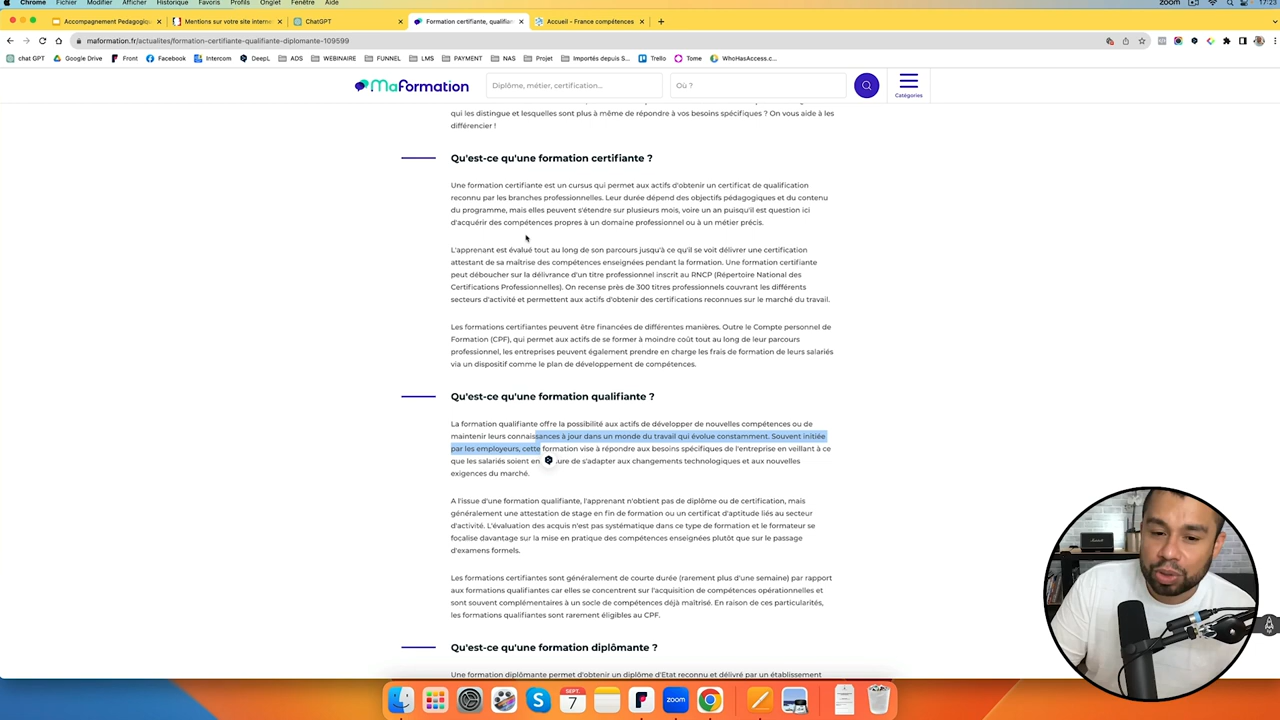 Chrome Fichier Modifier Afficher Historique Favoris Profils Onglet Fenêtre Aide
zoom 17:23
Accompagnement Pedagogiqu
Mentions sur votre site intern
ChatGPT
Formation certifiante, qualifian
Accueil - France compétences
maformation.fr/actualites/formation-certifiante-qualifiante-diplomante-109599
chat GPT Google Drive Front Facebook Intercom DeepL ADS WEBINAIRE FUNNEL LMS PAYMENT NAS Projet Importés depuis S... Trello Tome WhoHasAccess.c...
Maformation
Diplôme, métier, certification...
Où ?
Catégories
qui les distingue et lesquelles sont plus à même de répondre à vos besoins spécifiques ? On vous aide à les
différencier !
Qu'est-ce qu'une formation certifiante ?
Une formation certifiante est un cursus qui permet aux actifs d'obtenir un certificat de qualification
reconnu par les branches professionnelles. Leur durée dépend des objectifs pédagogiques et du contenu
du programme, mais elles peuvent s'étendre sur plusieurs mois, voire un an puisqu'il est question ici
d'acquérir des compétences propres à un domaine professionnel ou à un métier précis.
L'apprenant est évalué tout au long de son parcours jusqu'à ce qu'il se voit délivrer une certification
attestant de sa maîtrise des compétences enseignées pendant la formation. Une formation certifiante
peut déboucher sur la délivrance d'un titre professionnel inscrit au RNCP (Répertoire National des
Certifications Professionnelles). On recense près de 300 titres professionnels couvrant les différents
secteurs d'activité et permettent aux actifs d'obtenir des certifications reconnues sur le marché du travail.
Les formations certifiantes peuvent être financées de différentes manières. Outre le Compte personnel de
Formation (CPF), qui permet aux actifs de se former à moindre coût tout au long de leur parcours
professionnel, les entreprises peuvent également prendre en charge les frais de formation de leurs salariés
via un dispositif comme le plan de développement de compétences.
Qu'est-ce qu'une formation qualifiante ?
La formation qualifiante offre la possibilité aux actifs de développer de nouvelles compétences ou de
maintenir leurs connaissances à jour dans un monde du travail qui évolue constamment. Souvent initiée
par les employeurs, cette formation vise à répondre aux besoins spécifiques de l'entreprise en veillant à ce
que les salariés soient en ure de s'adapter aux changements technologiques et aux nouvelles
exigences du marché.
A l'issue d'une formation qualifiante, l'apprenant n'obtient pas de diplôme ou de certification, mais
généralement une attestation de stage en fin de formation ou un certificat d'aptitude liés au secteur
d'activité. L'évaluation des acquis n'est pas systématique dans ce type de formation et le formateur se
focalise davantage sur la mise en pratique des compétences enseignées plutôt que sur le passage
d'examens formels.
Les formations certifiantes sont généralement de courte durée (rarement plus d'une semaine) par rapport
aux formations qualifiantes car elles se concentrent sur l'acquisition de compétences opérationnelles et
sont souvent complémentaires à un socle de compétences déjà maîtrisé. En raison de ces particularités,
les formations qualifiantes sont rarement éligibles au CPF.
Qu'est-ce qu'une formation diplômante ?
Une formation diplômante permet d'obtenir un diplôme d'Etat reconnu et délivré par un établissement
SEPT.
7
zoom